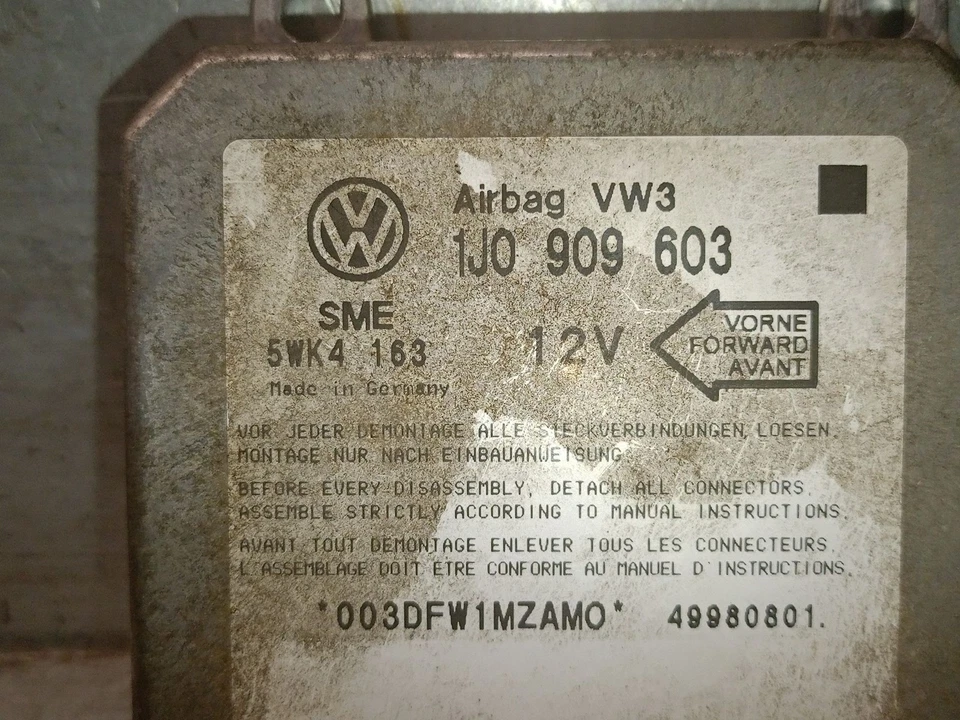 Airbag VW3
1J0 909 603
SME
5WK4 163
Made in Germany
12V
VORNE
FORWARD
AVANT
VOR JEDER DEMONTAGE ALLE STECKVERBINDUNGEN LOESEN.
MONTAGE NUR NACH EINBAUANWEISUNG
BEFORE EVERY DISASSEMBLY, DETACH ALL CONNECTORS.
ASSEMBLE STRICTLY ACCORDING TO MANUAL INSTRUCTIONS.
AVANT TOUT DEMONTAGE ENLEVER TOUS LES CONNECTEURS.
L'ASSEMBLAGE DOIT ETRE CONFORME AU MANUEL D'INSTRUCTIONS.
*003DFW1MZAMO* 49980801.